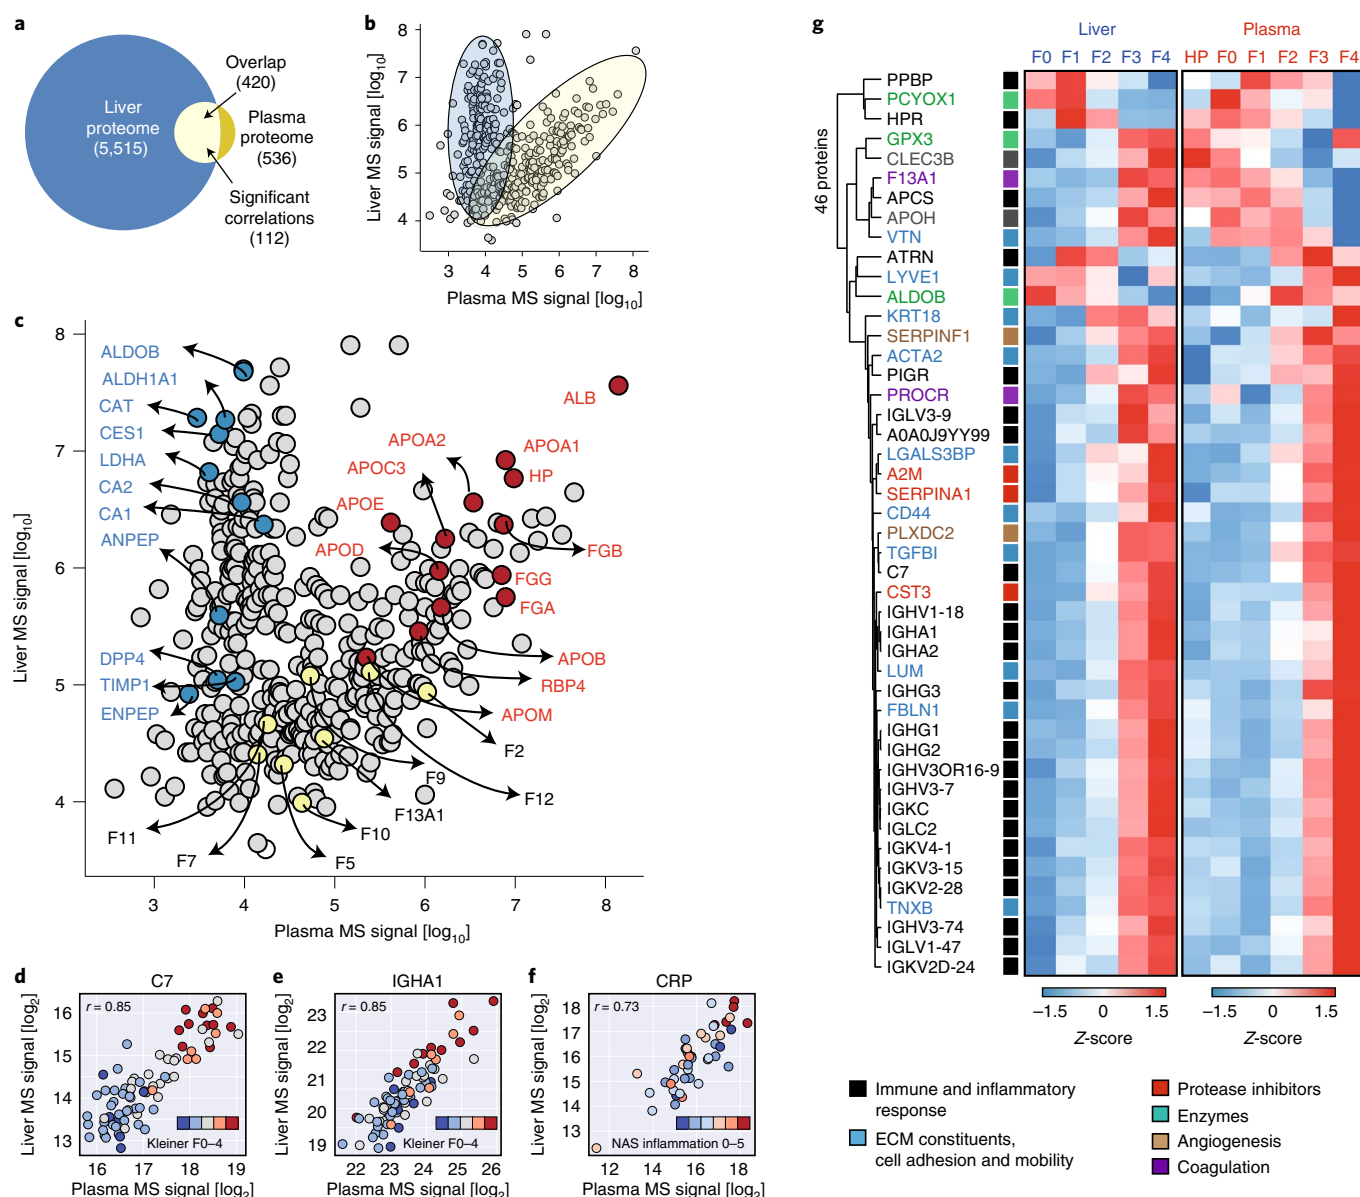 a
Liver
proteome
(5,515)
Overlap
(420)
Plasma
proteome
(536)
Significant
correlations
(112)
b
Liver MS signal [log10]
8
7
6
5
4
3 4 5 6 7 8
Plasma MS signal [log10]
c
Liver MS signal [log10]
8
7
6
5
4
3 4 5 6 7 8
Plasma MS signal [log10]
ALDOB
ALDH1A1
CAT
CES1
LDHA
CA2
CA1
ANPEP
DPP4
TIMP1
ENPEP
ALB
APOA2
APOA1
APOC3
HP
APOE
APOD
FGB
FGG
FGA
APOB
RBP4
APOM
F2
F9
F12
F13A1
F10
F5
F7
F11
d
C7
r = 0.85
Liver MS signal [log2]
16
15
14
13
Kleiner F0–4
16 17 18 19
Plasma MS signal [log2]
e
IGHA1
r = 0.85
Liver MS signal [log2]
23
22
21
20
19
Kleiner F0–4
22 23 24 25 26
Plasma MS signal [log2]
f
CRP
r = 0.73
Liver MS signal [log2]
18
17
16
15
14
13
NAS inflammation 0–5
12 14 16 18
Plasma MS signal [log2]
g
Liver
Plasma
F0 F1 F2 F3 F4
HP F0 F1 F2 F3 F4
46 proteins
PPBP
PCYOX1
HPR
GPX3
CLEC3B
F13A1
APCS
APOH
VTN
ATRN
LYVE1
ALDOB
KRT18
SERPINF1
ACTA2
PIGR
PROCR
IGLV3-9
A0A0J9YY99
LGALS3BP
A2M
SERPINA1
CD44
PLXDC2
TGFBI
C7
CST3
IGHV1-18
IGHA1
IGHA2
LUM
IGHG3
FBLN1
IGHG1
IGHG2
IGHV3OR16-9
IGHV3-7
IGKC
IGLC2
IGKV4-1
IGKV3-15
IGKV2-28
TNXB
IGHV3-74
IGLV1-47
IGKV2D-24
–1.5 0 1.5
Z-score
–1.5 0 1.5
Z-score
Immune and inflammatory
response
ECM constituents,
cell adhesion and mobility
Protease inhibitors
Enzymes
Angiogenesis
Coagulation